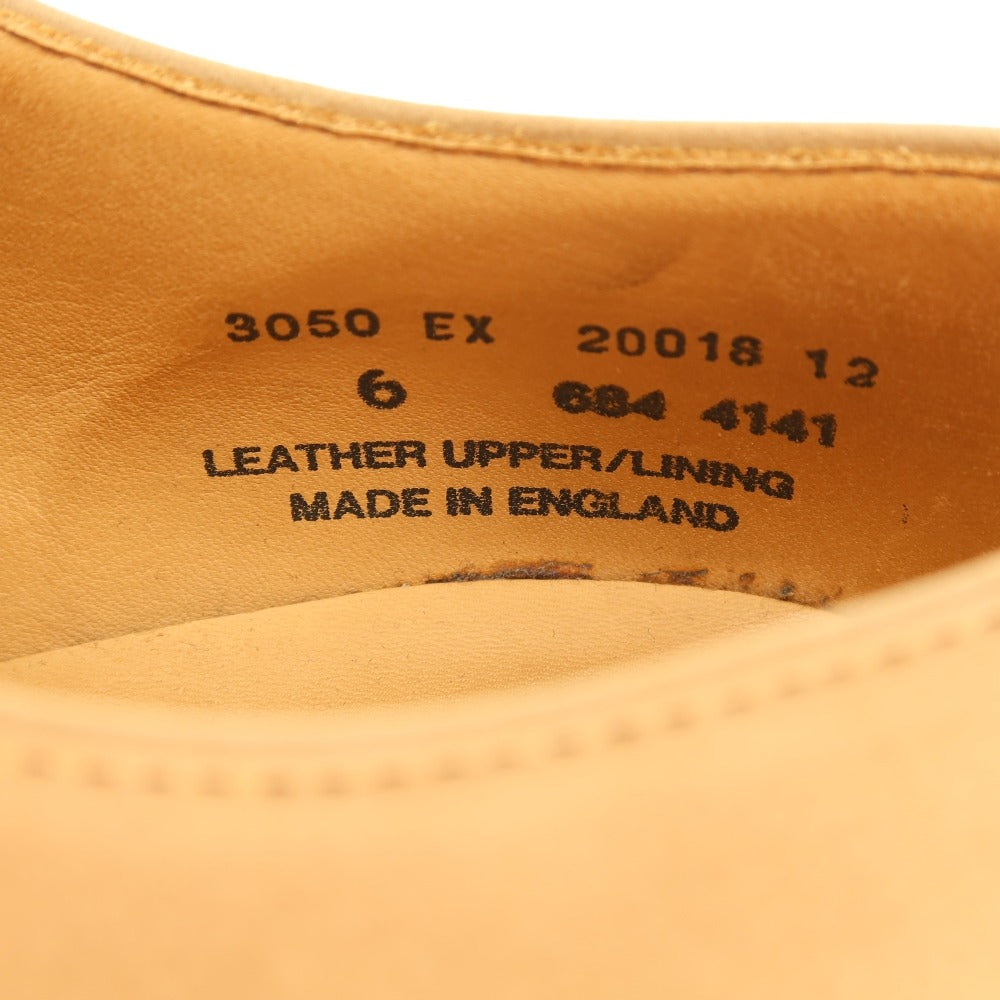 3050 EX 20018 12
6 684 4141
LEATHER UPPER/LINING
MADE IN ENGLAND